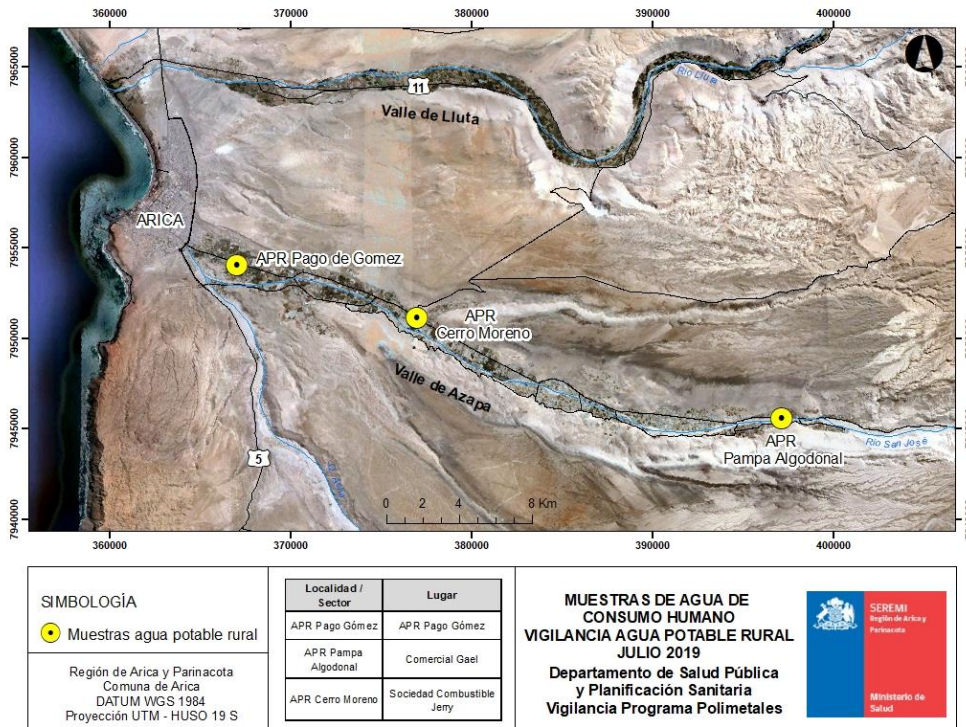 360000 370000 380000 390000 400000
7965000
7960000
7955000
7950000
7945000
7940000
Río Lluta
11
Valle de Lluta
ARICA
APR Pago de Gomez
APR
Cerro Moreno
Valle de Azapa
APR
Pampa Algodonal
Río San José
5
0 2 4 8 Km
360000 370000 380000 390000 400000
SIMBOLOGÍA
Muestras agua potable rural
Región de Arica y Parinacota
Comuna de Arica
DATUM WGS 1984
Proyección UTM - HUSO 19 S
Localidad / Sector Lugar
APR Pago Gómez APR Pago Gómez
APR Pampa Algodonal Comercial Gael
APR Cerro Moreno Sociedad Combustible Jerry
MUESTRAS DE AGUA DE
CONSUMO HUMANO
VIGILANCIA AGUA POTABLE RURAL
JULIO 2019
Departamento de Salud Pública
y Planificación Sanitaria
Vigilancia Programa Polimetales
SEREMI
Región de Arica y
Parinacota
Ministerio de
Salud